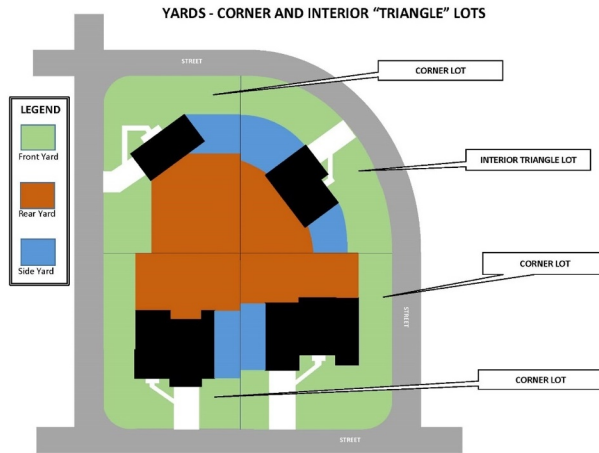 YARDS - CORNER AND INTERIOR “TRIANGLE” LOTS
STREET
CORNER LOT
LEGEND
Front Yard
Rear Yard
Side Yard
INTERIOR TRIANGLE LOT
CORNER LOT
STREET
CORNER LOT
STREET